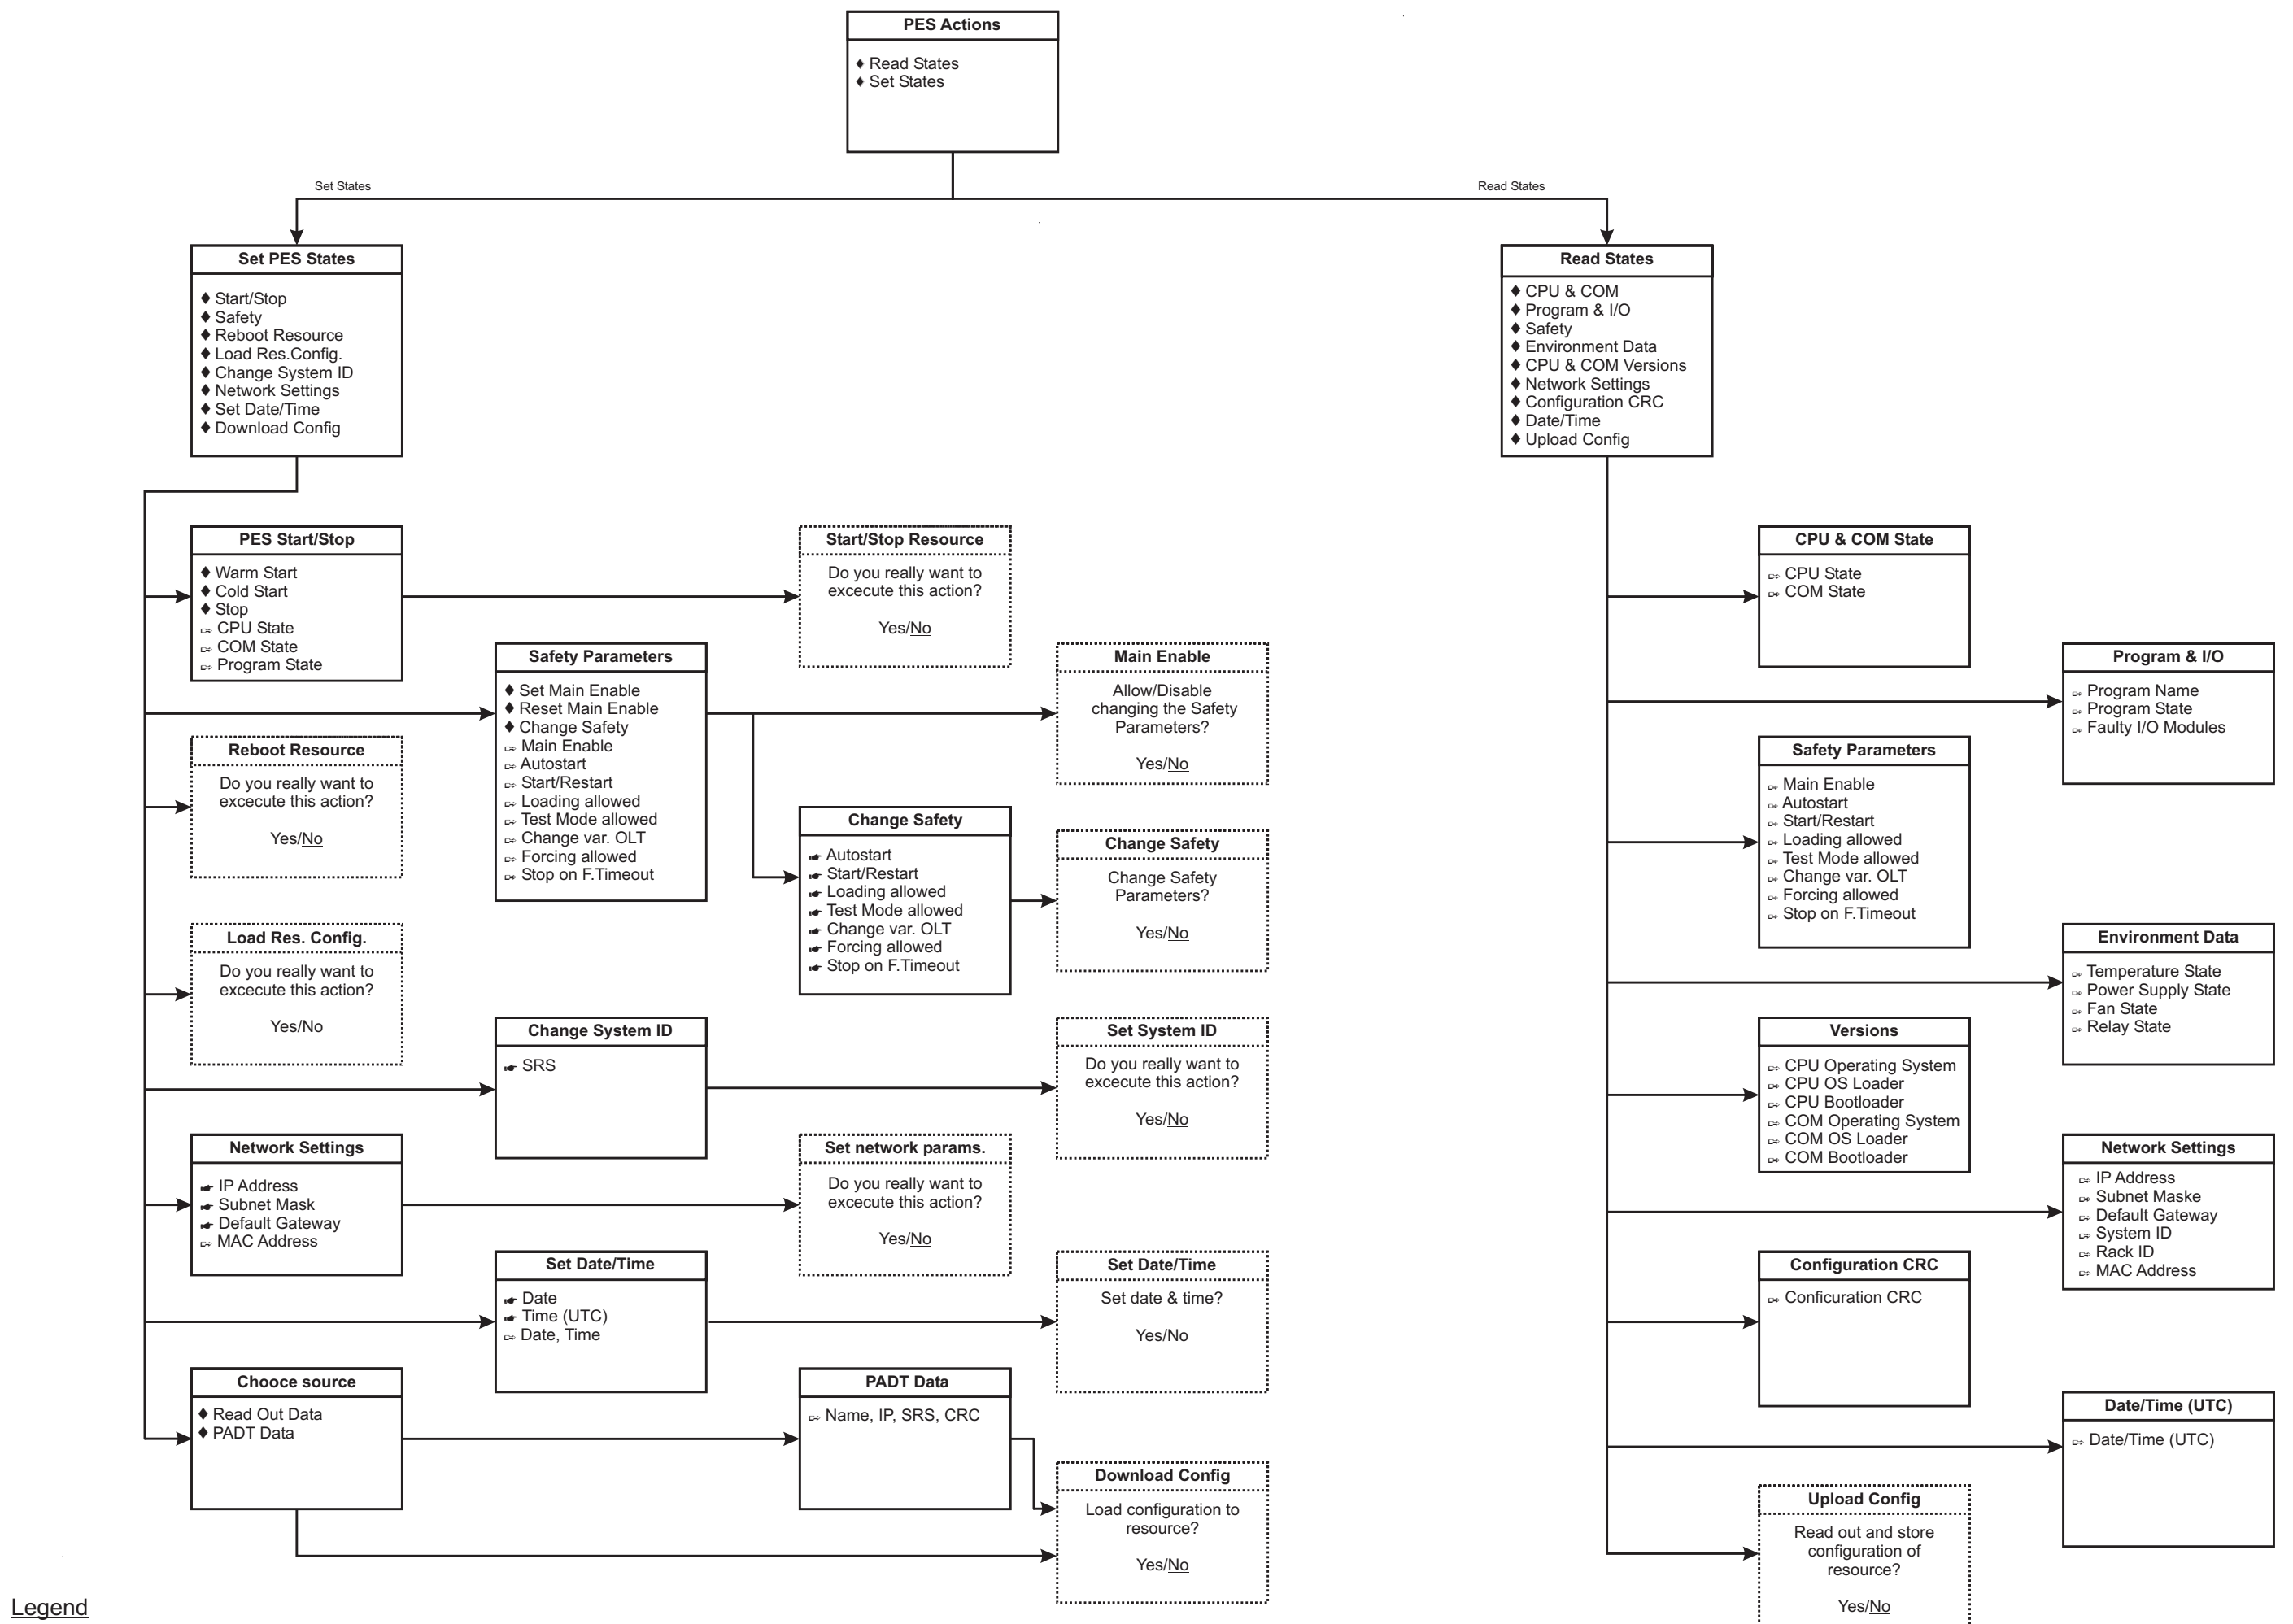 PES Actions
Read States
Set States
Set States
Read States
Set PES States
Start/Stop
Safety
Reboot Resource
Load Res.Config.
Change System ID
Network Settings
Set Date/Time
Download Config
Read States
CPU & COM
Program & I/O
Safety
Environment Data
CPU & COM Versions
Network Settings
Configuration CRC
Date/Time
Upload Config
PES Start/Stop
Warm Start
Cold Start
Stop
CPU State
COM State
Program State
Start/Stop Resource
Do you really want to
excecute this action?
Yes/No
Safety Parameters
Set Main Enable
Reset Main Enable
Change Safety
Main Enable
Autostart
Start/Restart
Loading allowed
Test Mode allowed
Change var. OLT
Forcing allowed
Stop on F.Timeout
Main Enable
Allow/Disable
changing the Safety
Parameters?
Yes/No
Reboot Resource
Do you really want to
excecute this action?
Yes/No
Change Safety
Autostart
Start/Restart
Loading allowed
Test Mode allowed
Change var. OLT
Forcing allowed
Stop on F.Timeout
Change Safety
Change Safety
Parameters?
Yes/No
Load Res. Config.
Do you really want to
excecute this action?
Yes/No
Change System ID
SRS
Set System ID
Do you really want to
excecute this action?
Yes/No
Network Settings
IP Address
Subnet Mask
Default Gateway
MAC Address
Set network params.
Do you really want to
excecute this action?
Yes/No
Set Date/Time
Date
Time (UTC)
Date, Time
Set Date/Time
Set date & time?
Yes/No
Chooce source
Read Out Data
PADT Data
PADT Data
Name, IP, SRS, CRC
Download Config
Load configuration to
resource?
Yes/No
CPU & COM State
CPU State
COM State
Program & I/O
Program Name
Program State
Faulty I/O Modules
Safety Parameters
Main Enable
Autostart
Start/Restart
Loading allowed
Test Mode allowed
Change var. OLT
Forcing allowed
Stop on F.Timeout
Environment Data
Temperature State
Power Supply State
Fan State
Relay State
Versions
CPU Operating System
CPU OS Loader
CPU Bootloader
COM Operating System
COM OS Loader
COM Bootloader
Network Settings
IP Address
Subnet Maske
Default Gateway
System ID
Rack ID
MAC Address
Configuration CRC
Conficuration CRC
Date/Time (UTC)
Date/Time (UTC)
Upload Config
Read out and store
configuration of
resource?
Yes/No
Legend